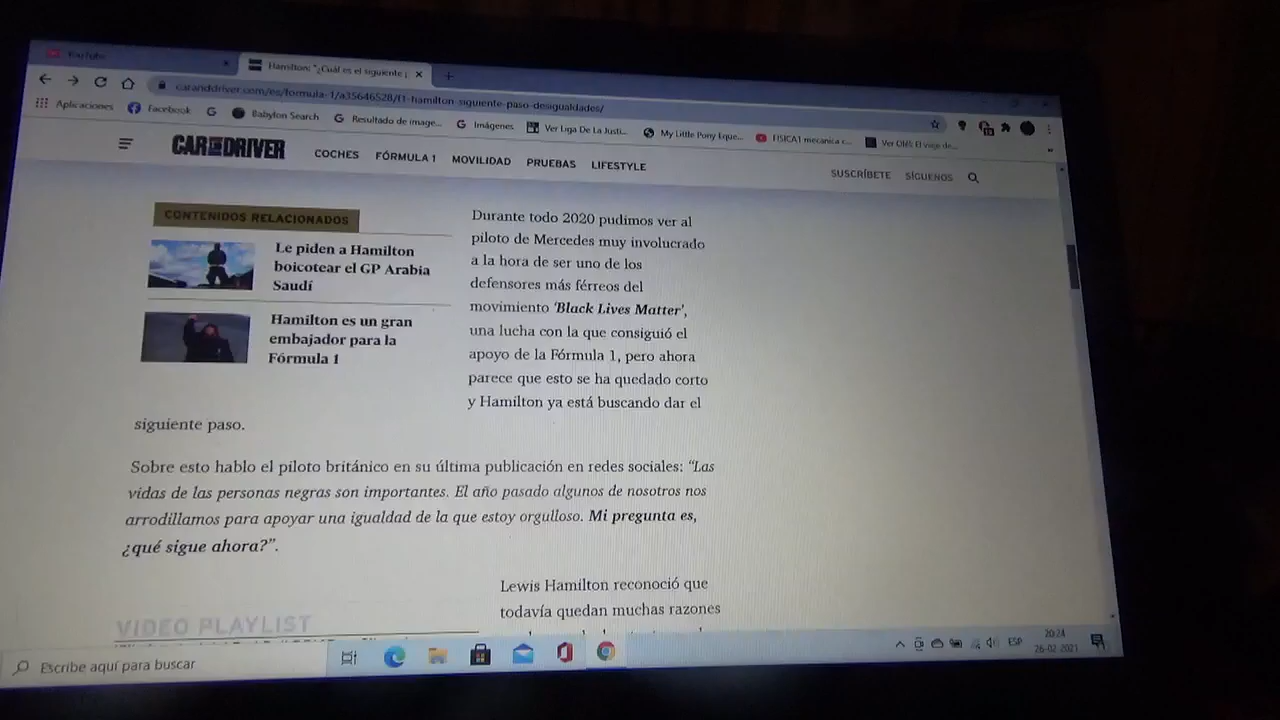 YouTube
Hamilton: "¿Cuál es el siguiente
caranddriver.com/es/formula-1/a35646528/f1-hamilton-siguiente-paso-desigualdades/
Aplicaciones Facebook Babylon Search Resultado de image... Imágenes Ver Liga De La Justi... My Little Pony Eque... FISICA1 mecanica c... Ver Olé! El viaje de...
CAR AND DRIVER COCHES FÓRMULA 1 MOVILIDAD PRUEBAS LIFESTYLE SUSCRÍBETE SÍGUENOS
CONTENIDOS RELACIONADOS
Le piden a Hamilton
boicotear el GP Arabia
Saudí
Hamilton es un gran
embajador para la
Fórmula 1
Durante todo 2020 pudimos ver al
piloto de Mercedes muy involucrado
a la hora de ser uno de los
defensores más férreos del
movimiento 'Black Lives Matter',
una lucha con la que consiguió el
apoyo de la Fórmula 1, pero ahora
parece que esto se ha quedado corto
y Hamilton ya está buscando dar el
siguiente paso.
Sobre esto hablo el piloto británico en su última publicación en redes sociales: “Las
vidas de las personas negras son importantes. El año pasado algunos de nosotros nos
arrodillamos para apoyar una igualdad de la que estoy orgulloso. Mi pregunta es,
¿qué sigue ahora?”.
Lewis Hamilton reconoció que
todavía quedan muchas razones
VIDEO PLAYLIST
Escribe aquí para buscar
ESP
20:24
26-02-2021